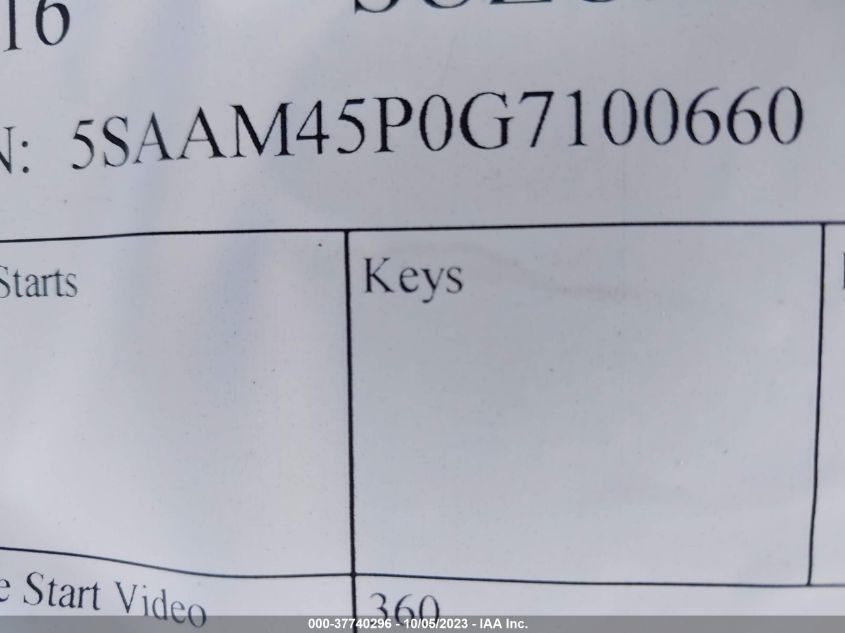 16
N: 5SAAM45P0G7100660
Starts
Keys
e Start Video
360
000-37740296 - 10/05/2023 - IAA Inc.